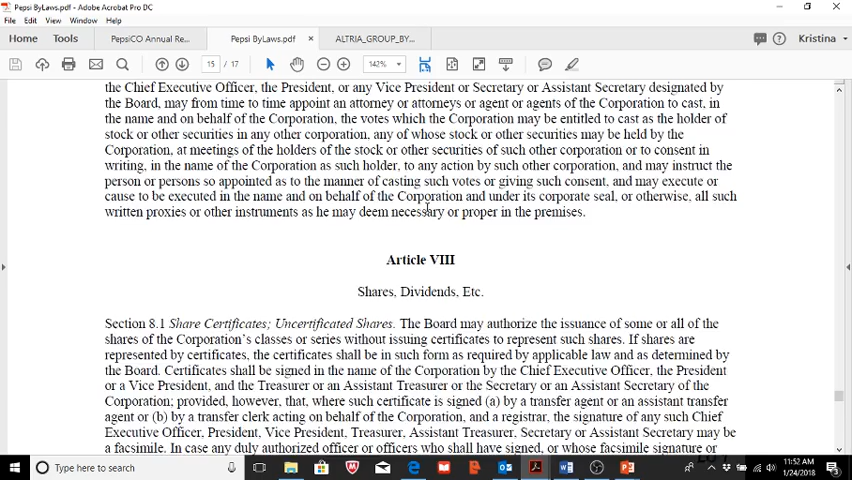 Pepsi ByLaws.pdf - Adobe Acrobat Pro DC
File Edit View Window Help
Home Tools PepsiCO Annual Re... Pepsi ByLaws.pdf × ALTRIA_GROUP_BY... Kristina
15 / 17 142%
the Chief Executive Officer, the President, or any Vice President or Secretary or Assistant Secretary designated by
the Board, may from time to time appoint an attorney or attorneys or agent or agents of the Corporation to cast, in
the name and on behalf of the Corporation, the votes which the Corporation may be entitled to cast as the holder of
stock or other securities in any other corporation, any of whose stock or other securities may be held by the
Corporation, at meetings of the holders of the stock or other securities of such other corporation or to consent in
writing, in the name of the Corporation as such holder, to any action by such other corporation, and may instruct the
person or persons so appointed as to the manner of casting such votes or giving such consent, and may execute or
cause to be executed in the name and on behalf of the Corporation and under its corporate seal, or otherwise, all such
written proxies or other instruments as he may deem necessary or proper in the premises.
Article VIII
Shares, Dividends, Etc.
Section 8.1 Share Certificates; Uncertificated Shares. The Board may authorize the issuance of some or all of the
shares of the Corporation's classes or series without issuing certificates to represent such shares. If shares are
represented by certificates, the certificates shall be in such form as required by applicable law and as determined by
the Board. Certificates shall be signed in the name of the Corporation by the Chief Executive Officer, the President
or a Vice President, and the Treasurer or an Assistant Treasurer or the Secretary or an Assistant Secretary of the
Corporation; provided, however, that, where such certificate is signed (a) by a transfer agent or an assistant transfer
agent or (b) by a transfer clerk acting on behalf of the Corporation, and a registrar, the signature of any such Chief
Executive Officer, President, Vice President, Treasurer, Assistant Treasurer, Secretary or Assistant Secretary may be
a facsimile. In case any duly authorized officer or officers who shall have signed, or whose facsimile signature or
Type here to search
11:52 AM
1/24/2018